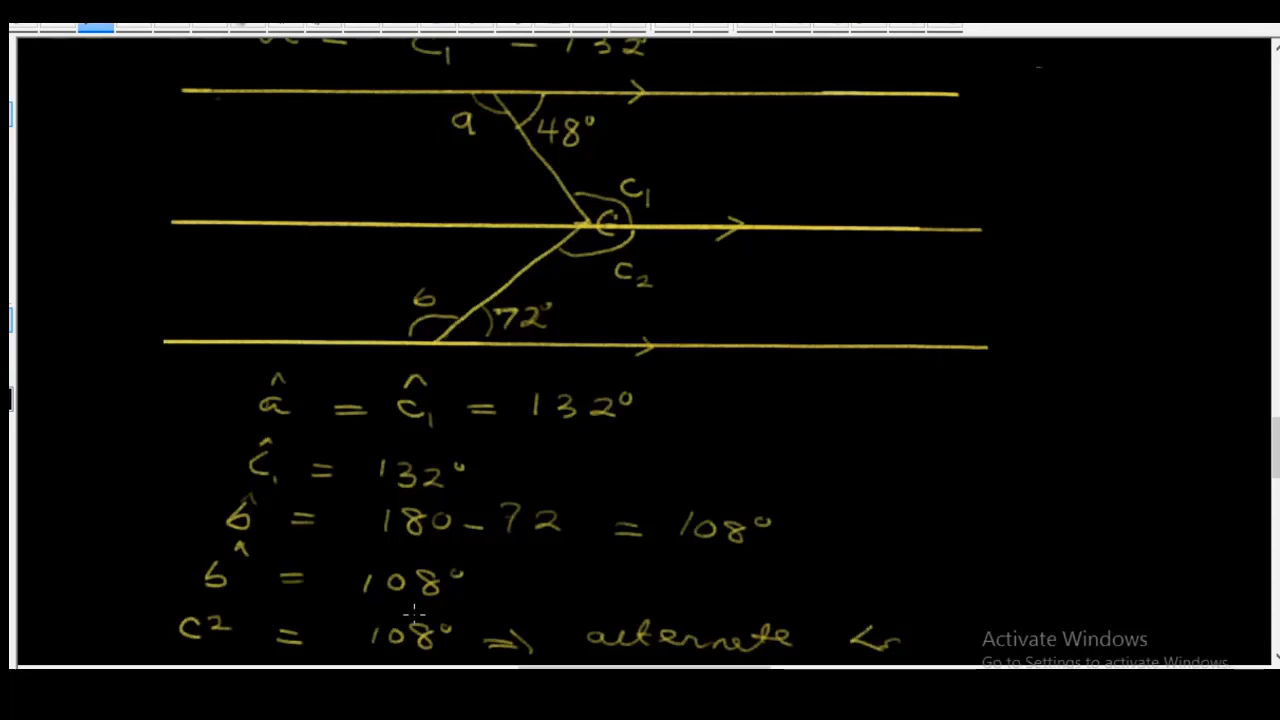 C₁ = 132°
a 48°
C₁
C
C₂
b 72°
â = ĉ₁ = 132°
ĉ₁ = 132°
b̂ = 180 - 72 = 108°
b̂ = 108°
C2 = 108° ⇒ alternate <s
Activate Windows
Go to Settings to activate Windows.